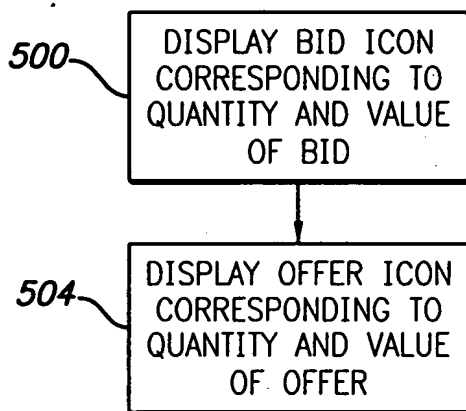 500
DISPLAY BID ICON
CORRESPONDING TO
QUANTITY AND VALUE
OF BID
504
DISPLAY OFFER ICON
CORRESPONDING TO
QUANTITY AND VALUE
OF OFFER